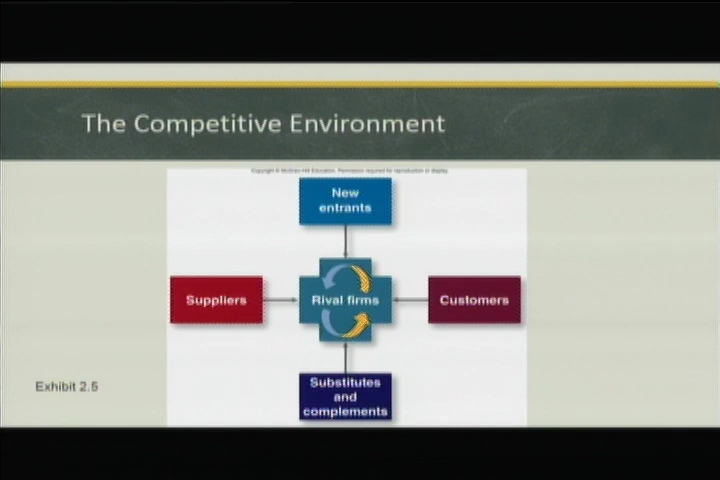 The Competitive Environment
Copyright © McGraw-Hill Education. Permission required for reproduction or display.
New
entrants
Suppliers
Rival firms
Customers
Exhibit 2.5
Substitutes
and
complements